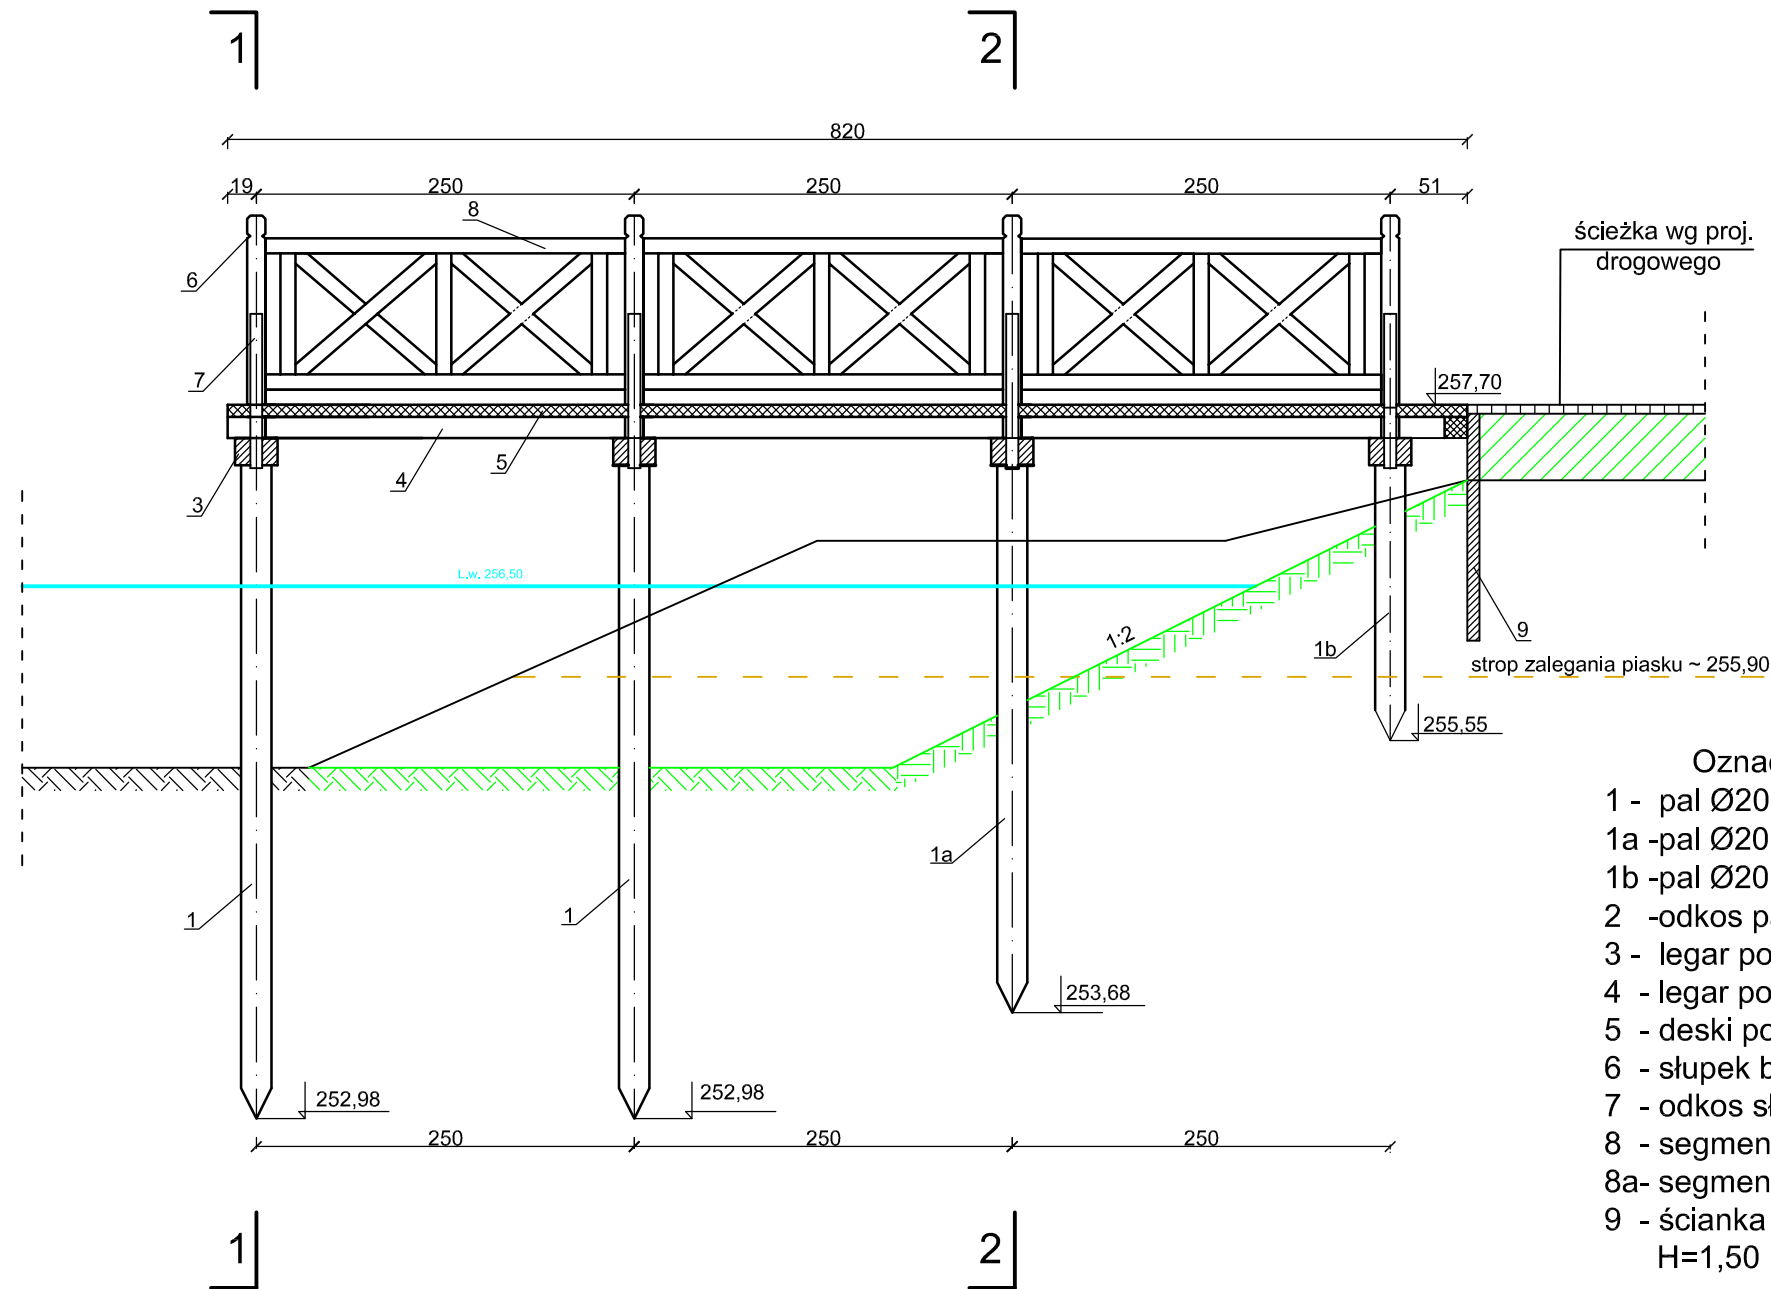 1
2
820
19
250
250
250
51
8
ścieżka wg proj.
drogowego
6
7
257,70
5
4
3
L.w. 256,50
1:2
1b
9
strop zalegania piasku ~ 255,90
255,55
1a
1
1
253,68
252,98
252,98
250
250
250
1 - pal Ø20
1a -pal Ø20
1b -pal Ø20
2 -odkos
3 - legar
4 - legar
5 - deski
6 - słupek
7 - odkos
8 - segmen
8a- segmen
9 - ścianka
H=1,50
1
2